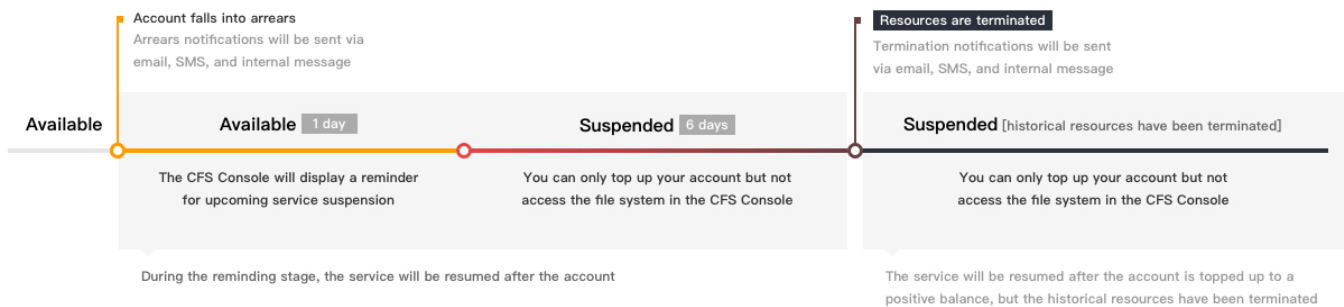 Account falls into arrears
Arrears notifications will be sent via
email, SMS, and internal message
Resources are terminated
Termination notifications will be sent
via email, SMS, and internal message
Available
Available 1 day
Suspended 6 days
Suspended [historical resources have been terminated]
The CFS Console will display a reminder
for upcoming service suspension
You can only top up your account but not
access the file system in the CFS Console
You can only top up your account but not
access the file system in the CFS Console
During the reminding stage, the service will be resumed after the account
The service will be resumed after the account is topped up to a
positive balance, but the historical resources have been terminated